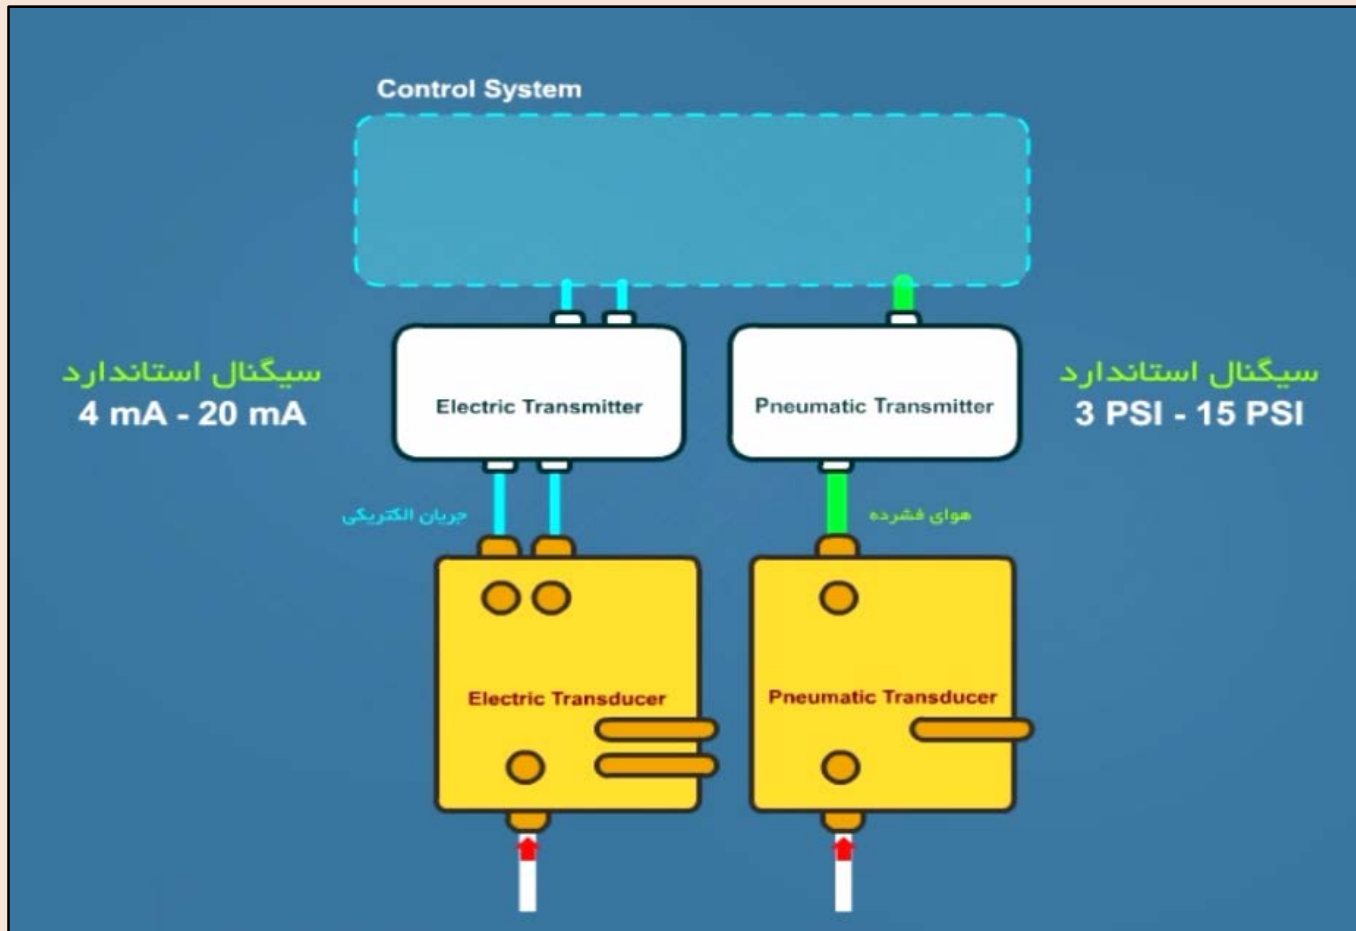 Control System
سیگنال استاندارد
4 mA - 20 mA
Electric Transmitter
Pneumatic Transmitter
سیگنال استاندارد
3 PSI - 15 PSI
جریان الکتریکی
هوای فشرده
Electric Transducer
Pneumatic Transducer